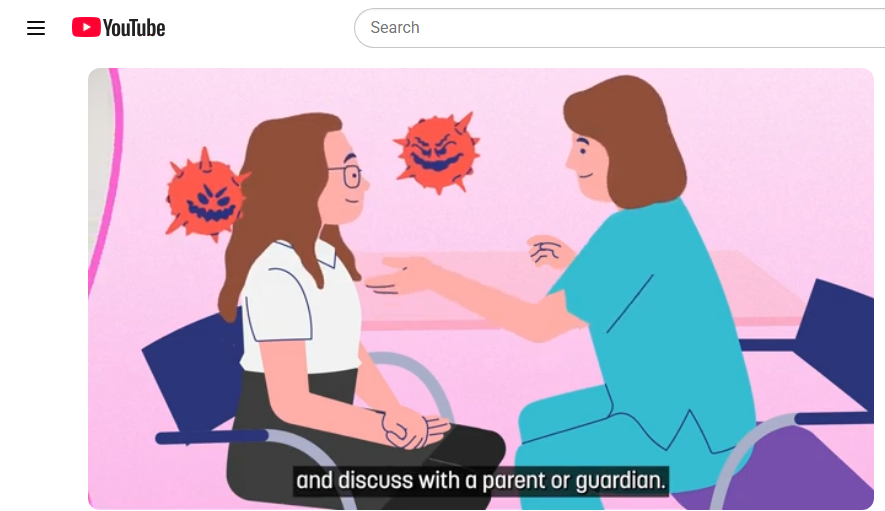 YouTube
Search
and discuss with a parent or guardian.